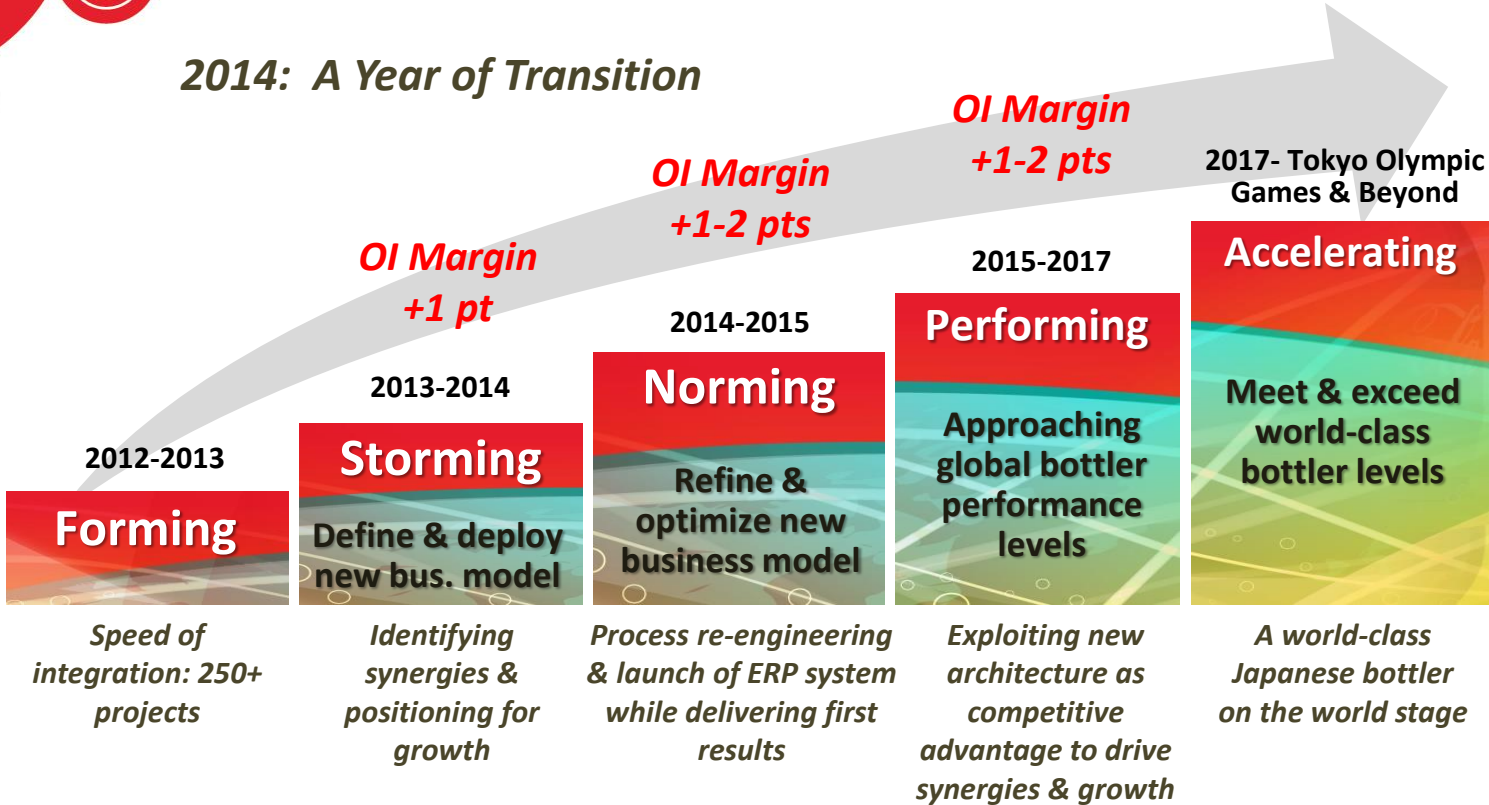 2014: A Year of Transition
OI Margin
+1 pt
OI Margin
+1-2 pts
OI Margin
+1-2 pts
2012-2013
Forming
Speed of
integration: 250+
projects
2013-2014
Storming
Define & deploy
new bus. model
Identifying
synergies &
positioning for
growth
2014-2015
Norming
Refine &
optimize new
business model
Process re-engineering
& launch of ERP system
while delivering first
results
2015-2017
Performing
Approaching
global bottler
performance
levels
Exploiting new
architecture as
competitive
advantage to drive
synergies & growth
2017- Tokyo Olympic
Games & Beyond
Accelerating
Meet & exceed
world-class
bottler levels
A world-class
Japanese bottler
on the world stage